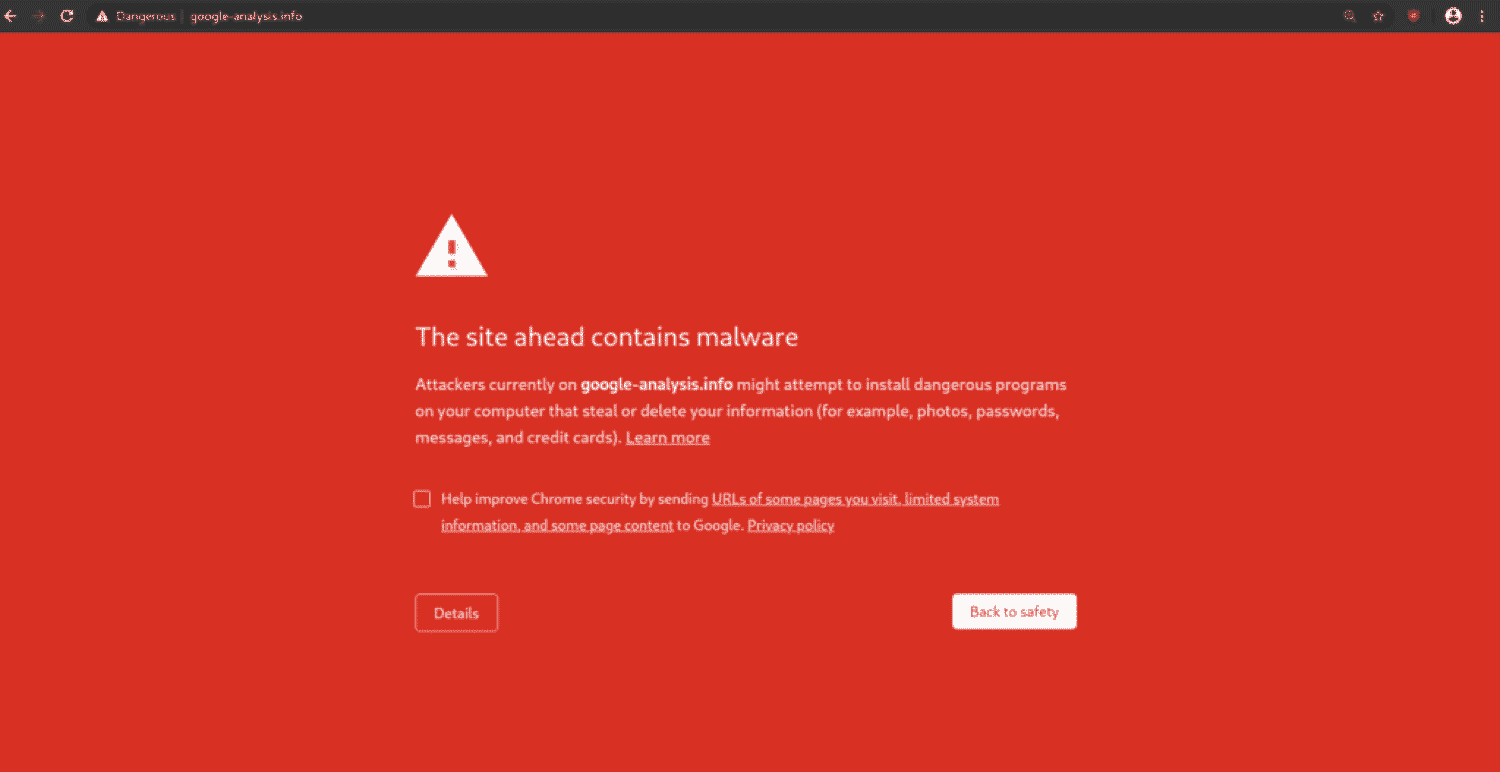 Dangerous google-analysis.info
The site ahead contains malware
Attackers currently on google-analysis.info might attempt to install dangerous programs
on your computer that steal or delete your information (for example, photos, passwords,
messages, and credit cards). Learn more
Help improve Chrome security by sending URLs of some pages you visit, limited system
information, and some page content to Google. Privacy policy
Details
Back to safety